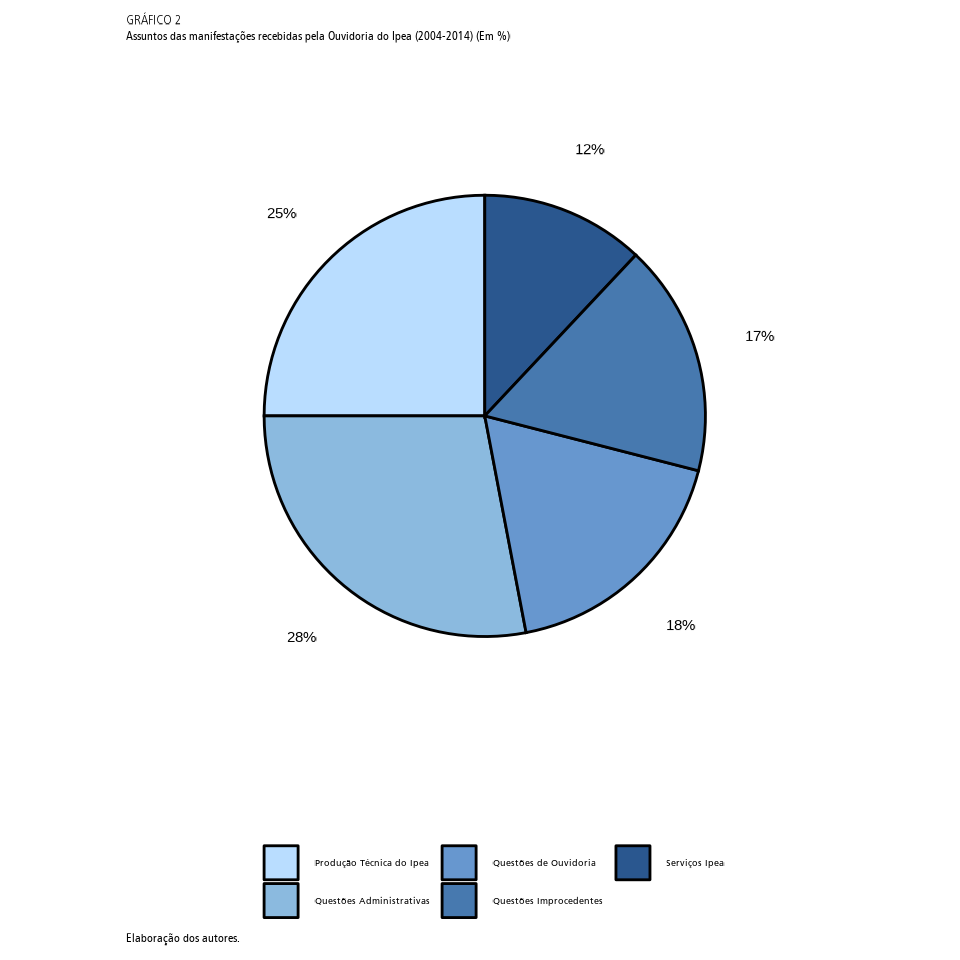 GRÁFICO 2
Assuntos das manifestações recebidas pela Ouvidoria do Ipea (2004-2014) (Em %)
12%
25%
17%
18%
28%
Produção Técnica do Ipea
Questões de Ouvidoria
Serviços Ipea
Questões Administrativas
Questões Improcedentes
Elaboração dos autores.